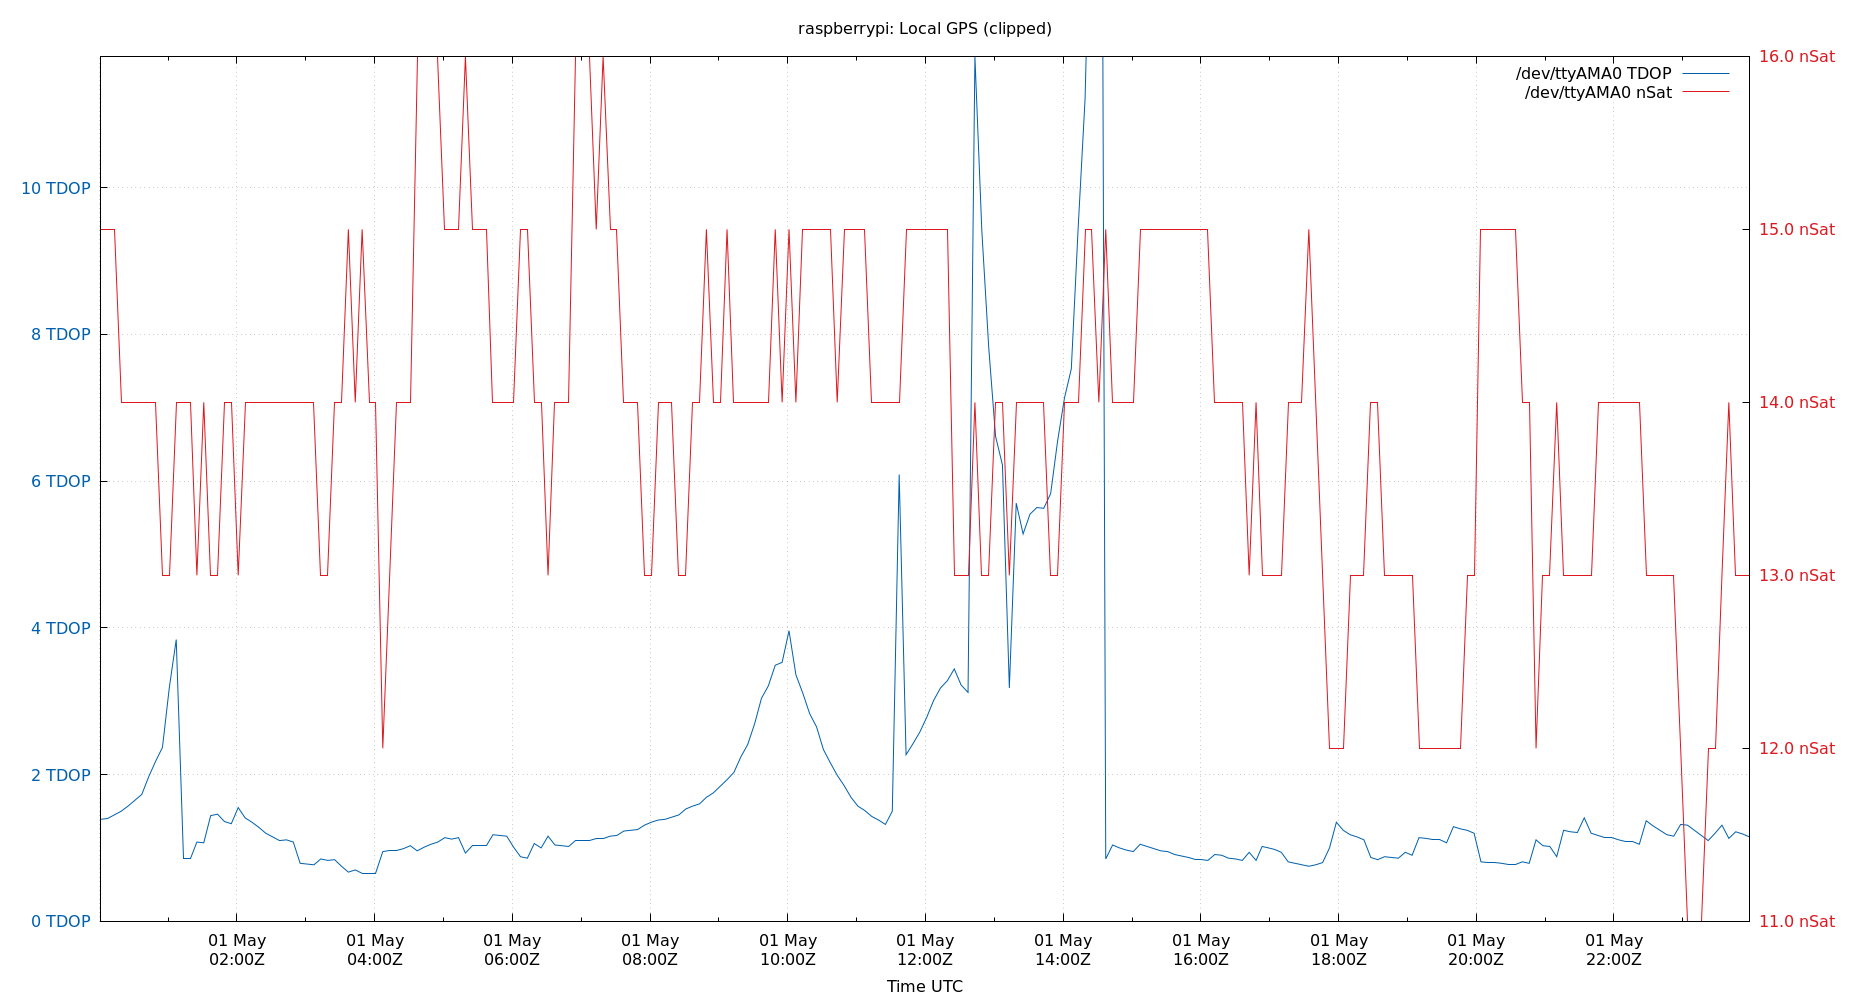 raspberrypi: Local GPS (clipped)
/dev/ttyAMA0 TDOP
/dev/ttyAMA0 nSat
10 TDOP
8 TDOP
6 TDOP
4 TDOP
2 TDOP
0 TDOP
16.0 nSat
15.0 nSat
14.0 nSat
13.0 nSat
12.0 nSat
11.0 nSat
01 May 01 May 01 May 01 May 01 May 01 May 01 May 01 May 01 May 01 May 01 May
02:00Z 04:00Z 06:00Z 08:00Z 10:00Z 12:00Z 14:00Z 16:00Z 18:00Z 20:00Z 22:00Z
Time UTC